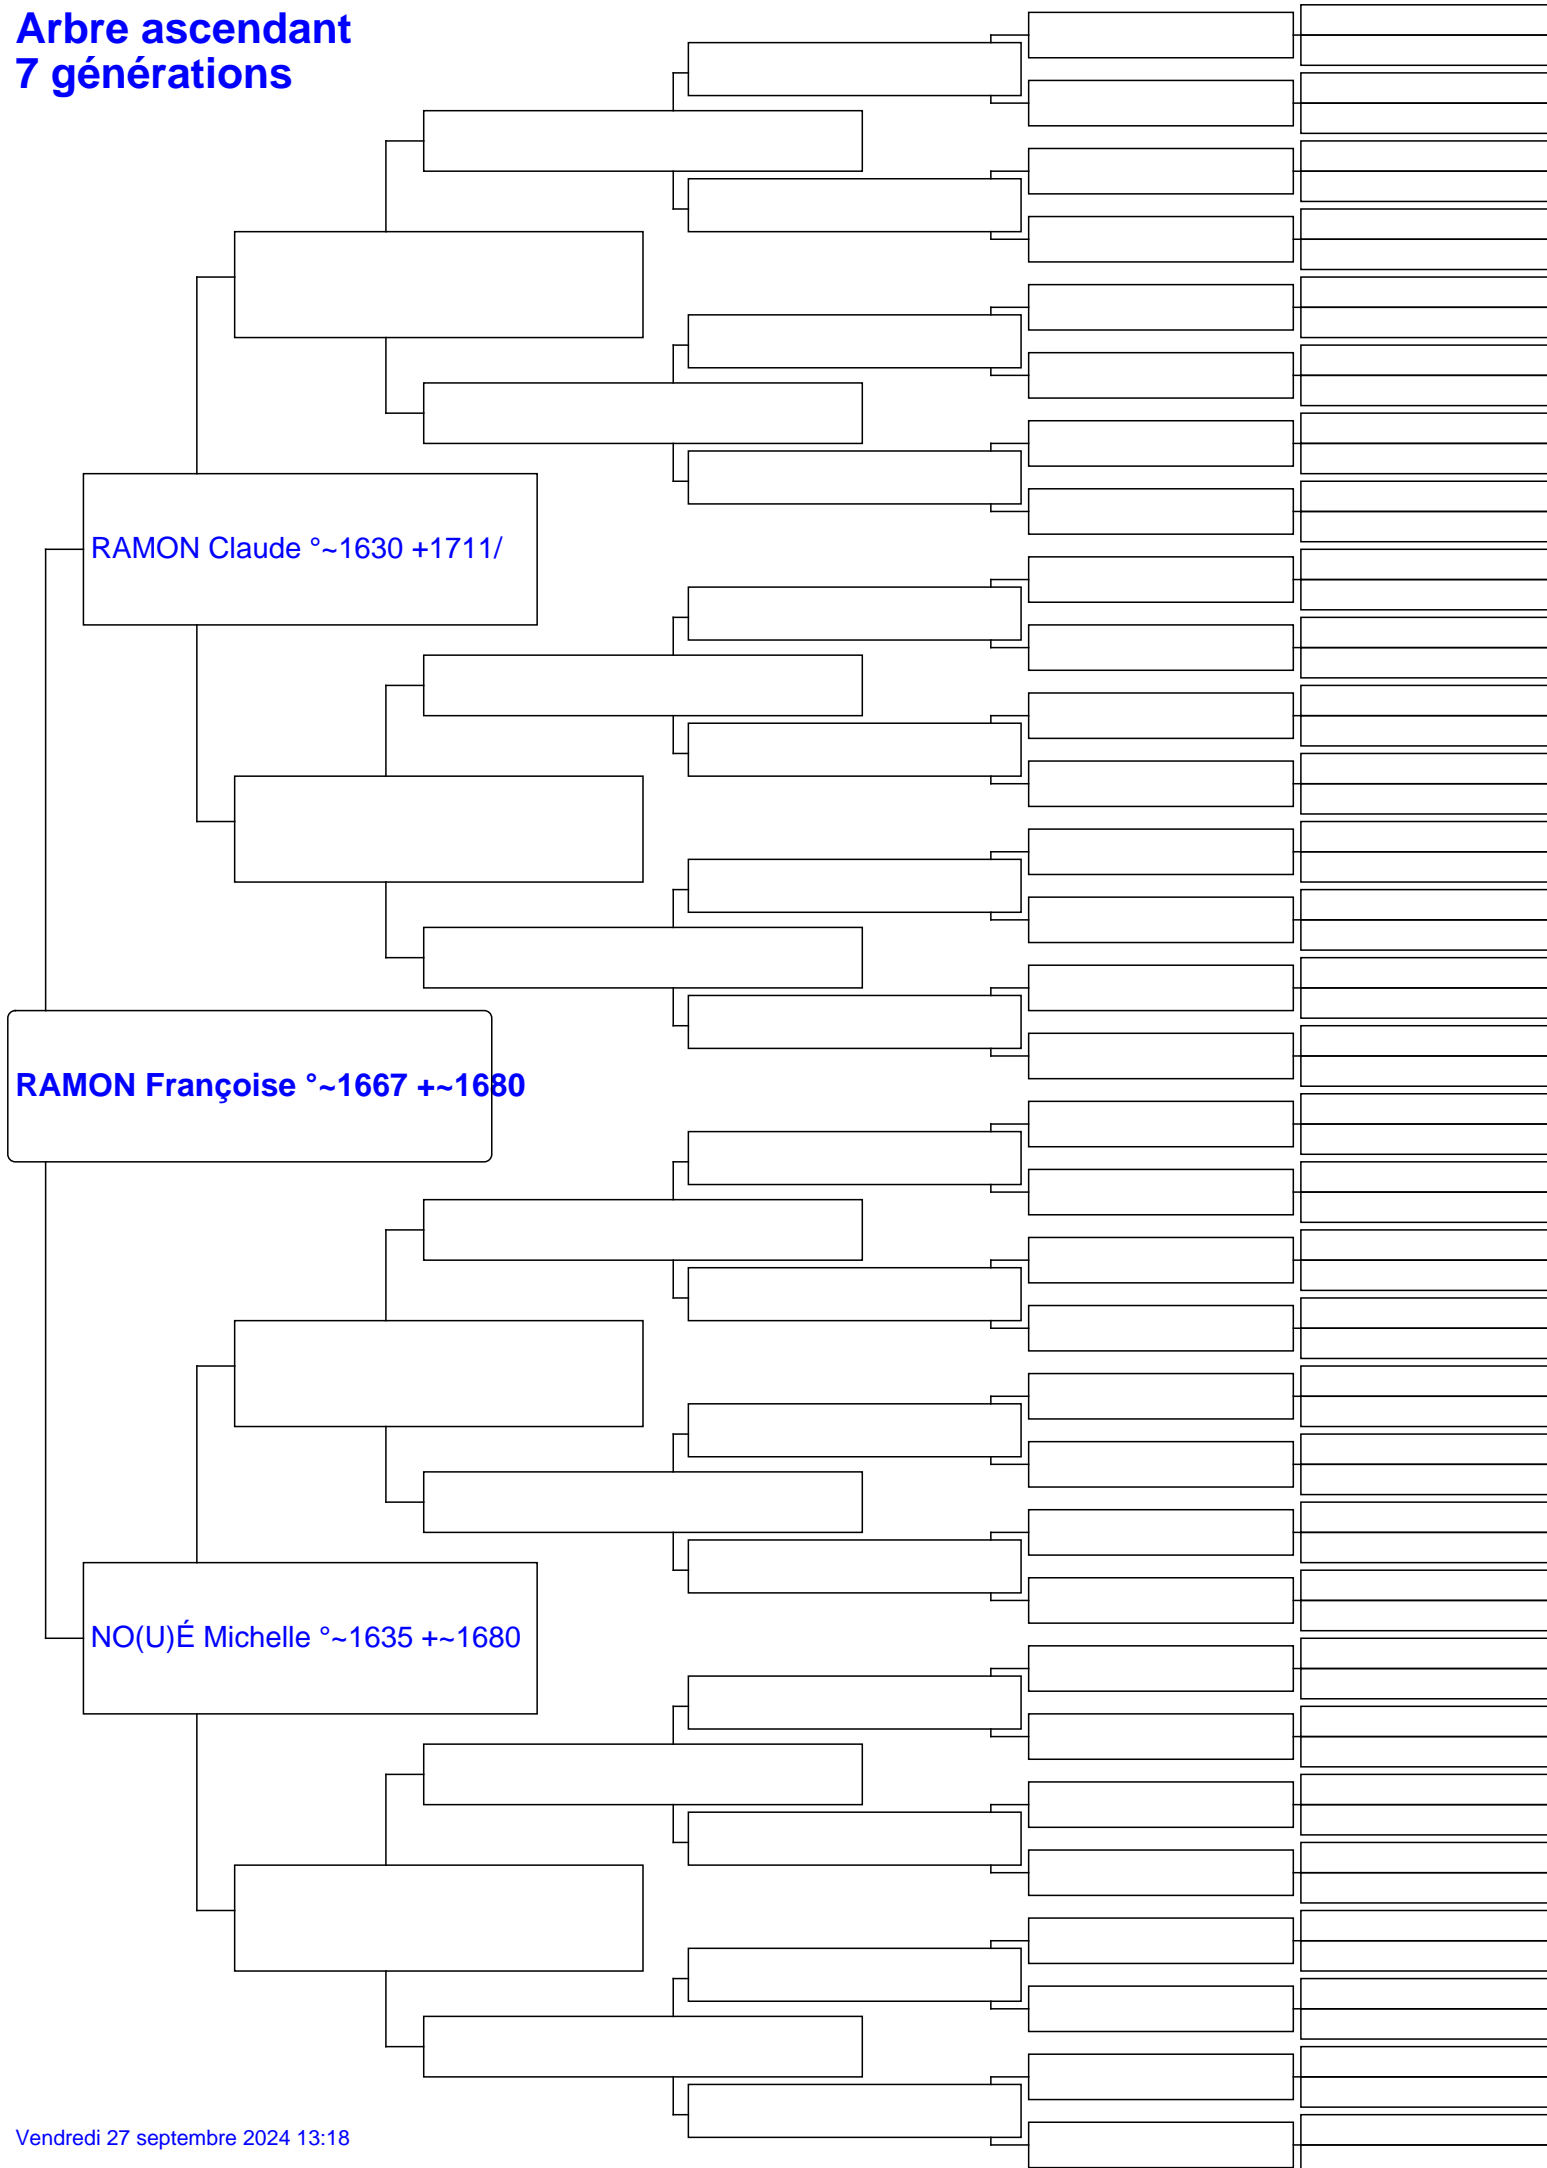 Arbre ascendant
7 générations
RAMON Claude °~1630 +1711/
RAMON Françoise °~1667 +~1680
NO(U)É Michelle °~1635 +~1680
Vendredi 27 septembre 2024 13:18